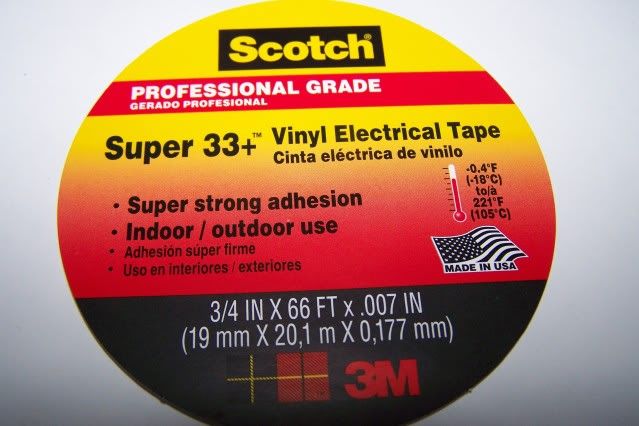 Scotch
PROFESSIONAL GRADE
GERADO PROFESIONAL
Super 33+™ Vinyl Electrical Tape
Cinta eléctrica de vinilo
• Super strong adhesion
• Indoor / outdoor use
• Adhesión súper firme
• Uso en interiores / exteriores
-0.4°F
(-18°C)
to/à
221°F
(105°C)
MADE IN USA
3/4 IN X 66 FT x .007 IN
(19 mm X 20,1 m X 0,177 mm)
3M